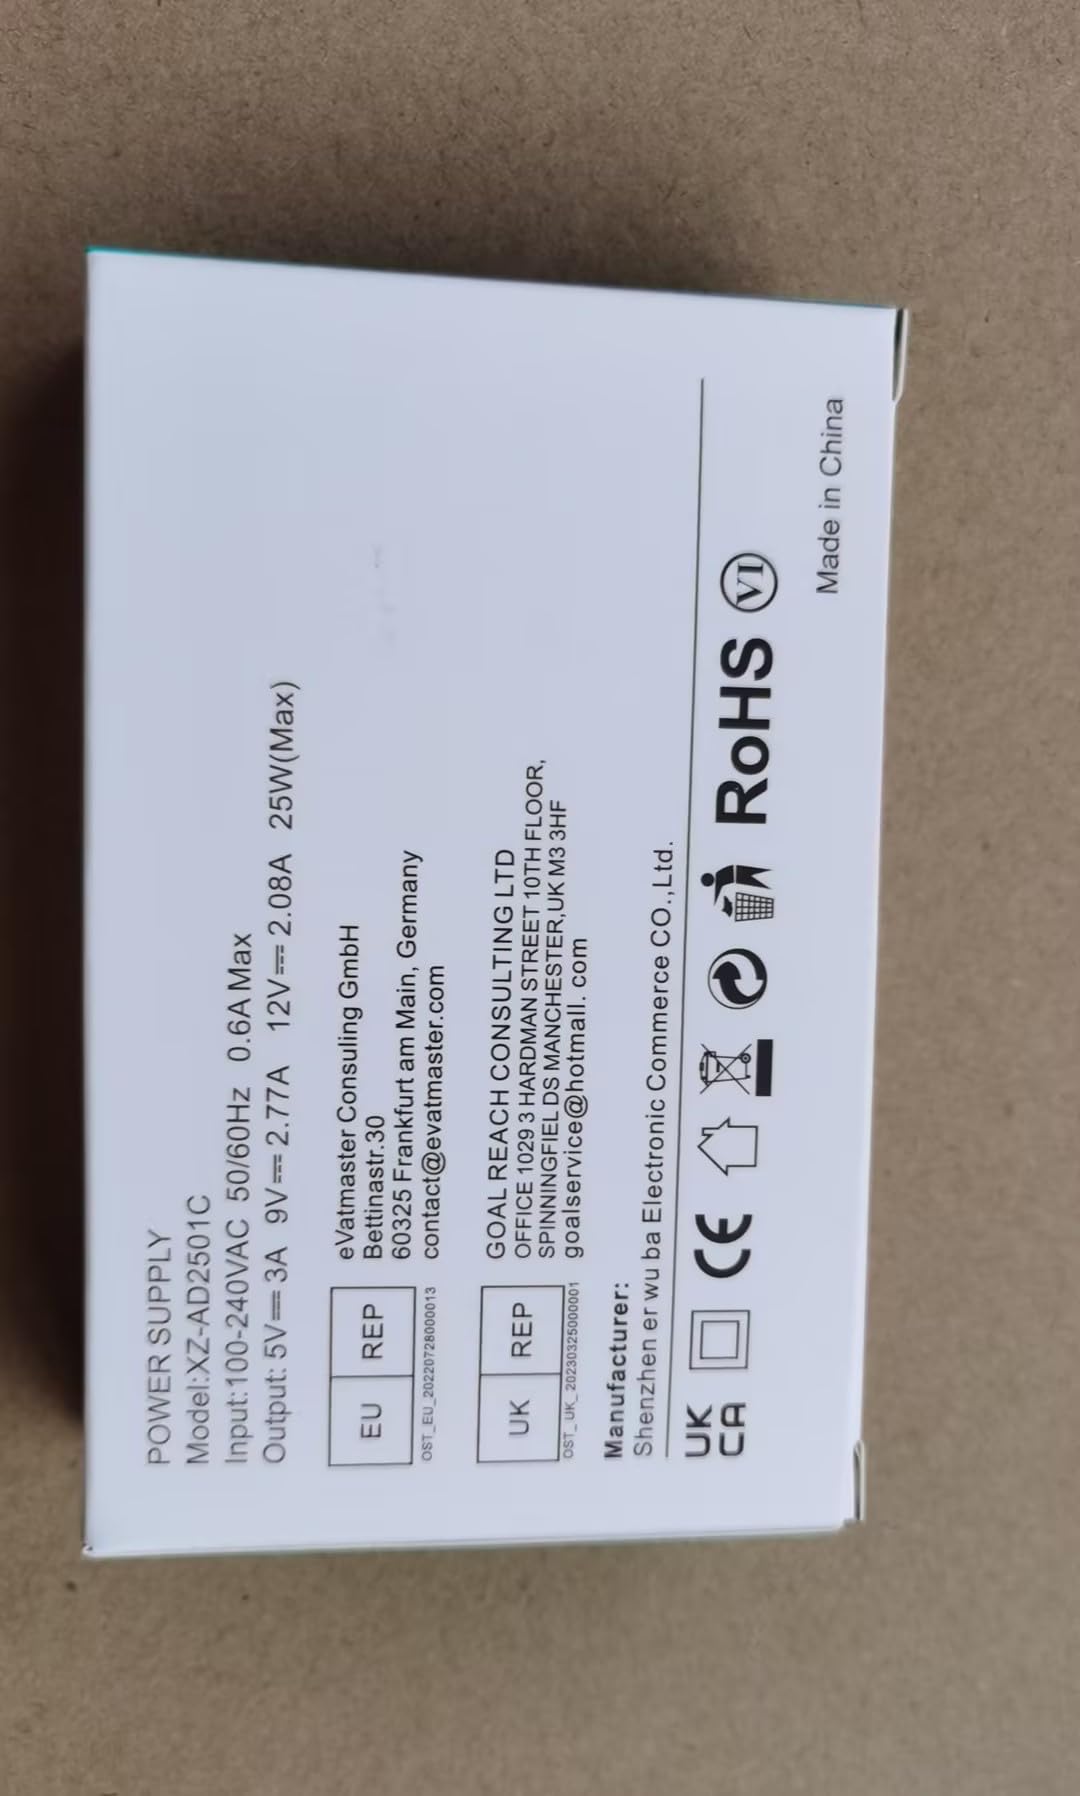 POWER SUPPLY
Model:XZ-AD2501C
Input:100-240VAC 50/60Hz 0.6A Max
Output: 5V⎓3A 9V⎓2.77A 12V⎓2.08A 25W(Max)
EU REP
eVatmaster Consuling GmbH
Bettinastr.30
60325 Frankfurt am Main, Germany
contact@evatmaster.com
OST_EU_20220728000013
UK REP
GOAL REACH CONSULTING LTD
OFFICE 1029 3 HARDMAN STREET 10TH FLOOR,
SPINNINGFIEL DS MANCHESTER,UK M3 3HF
goalservice@hotmall. com
OST_UK_20230325000001
Manufacturer:
Shenzhen er wu ba Electronic Commerce CO.,Ltd.
UK
CA
CE
RoHS VI
Made in China